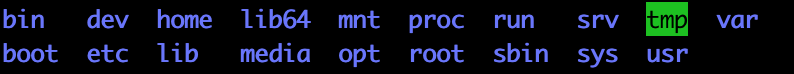 bin dev home lib64 mnt proc run srv tmp var
boot etc lib media opt root sbin sys usr